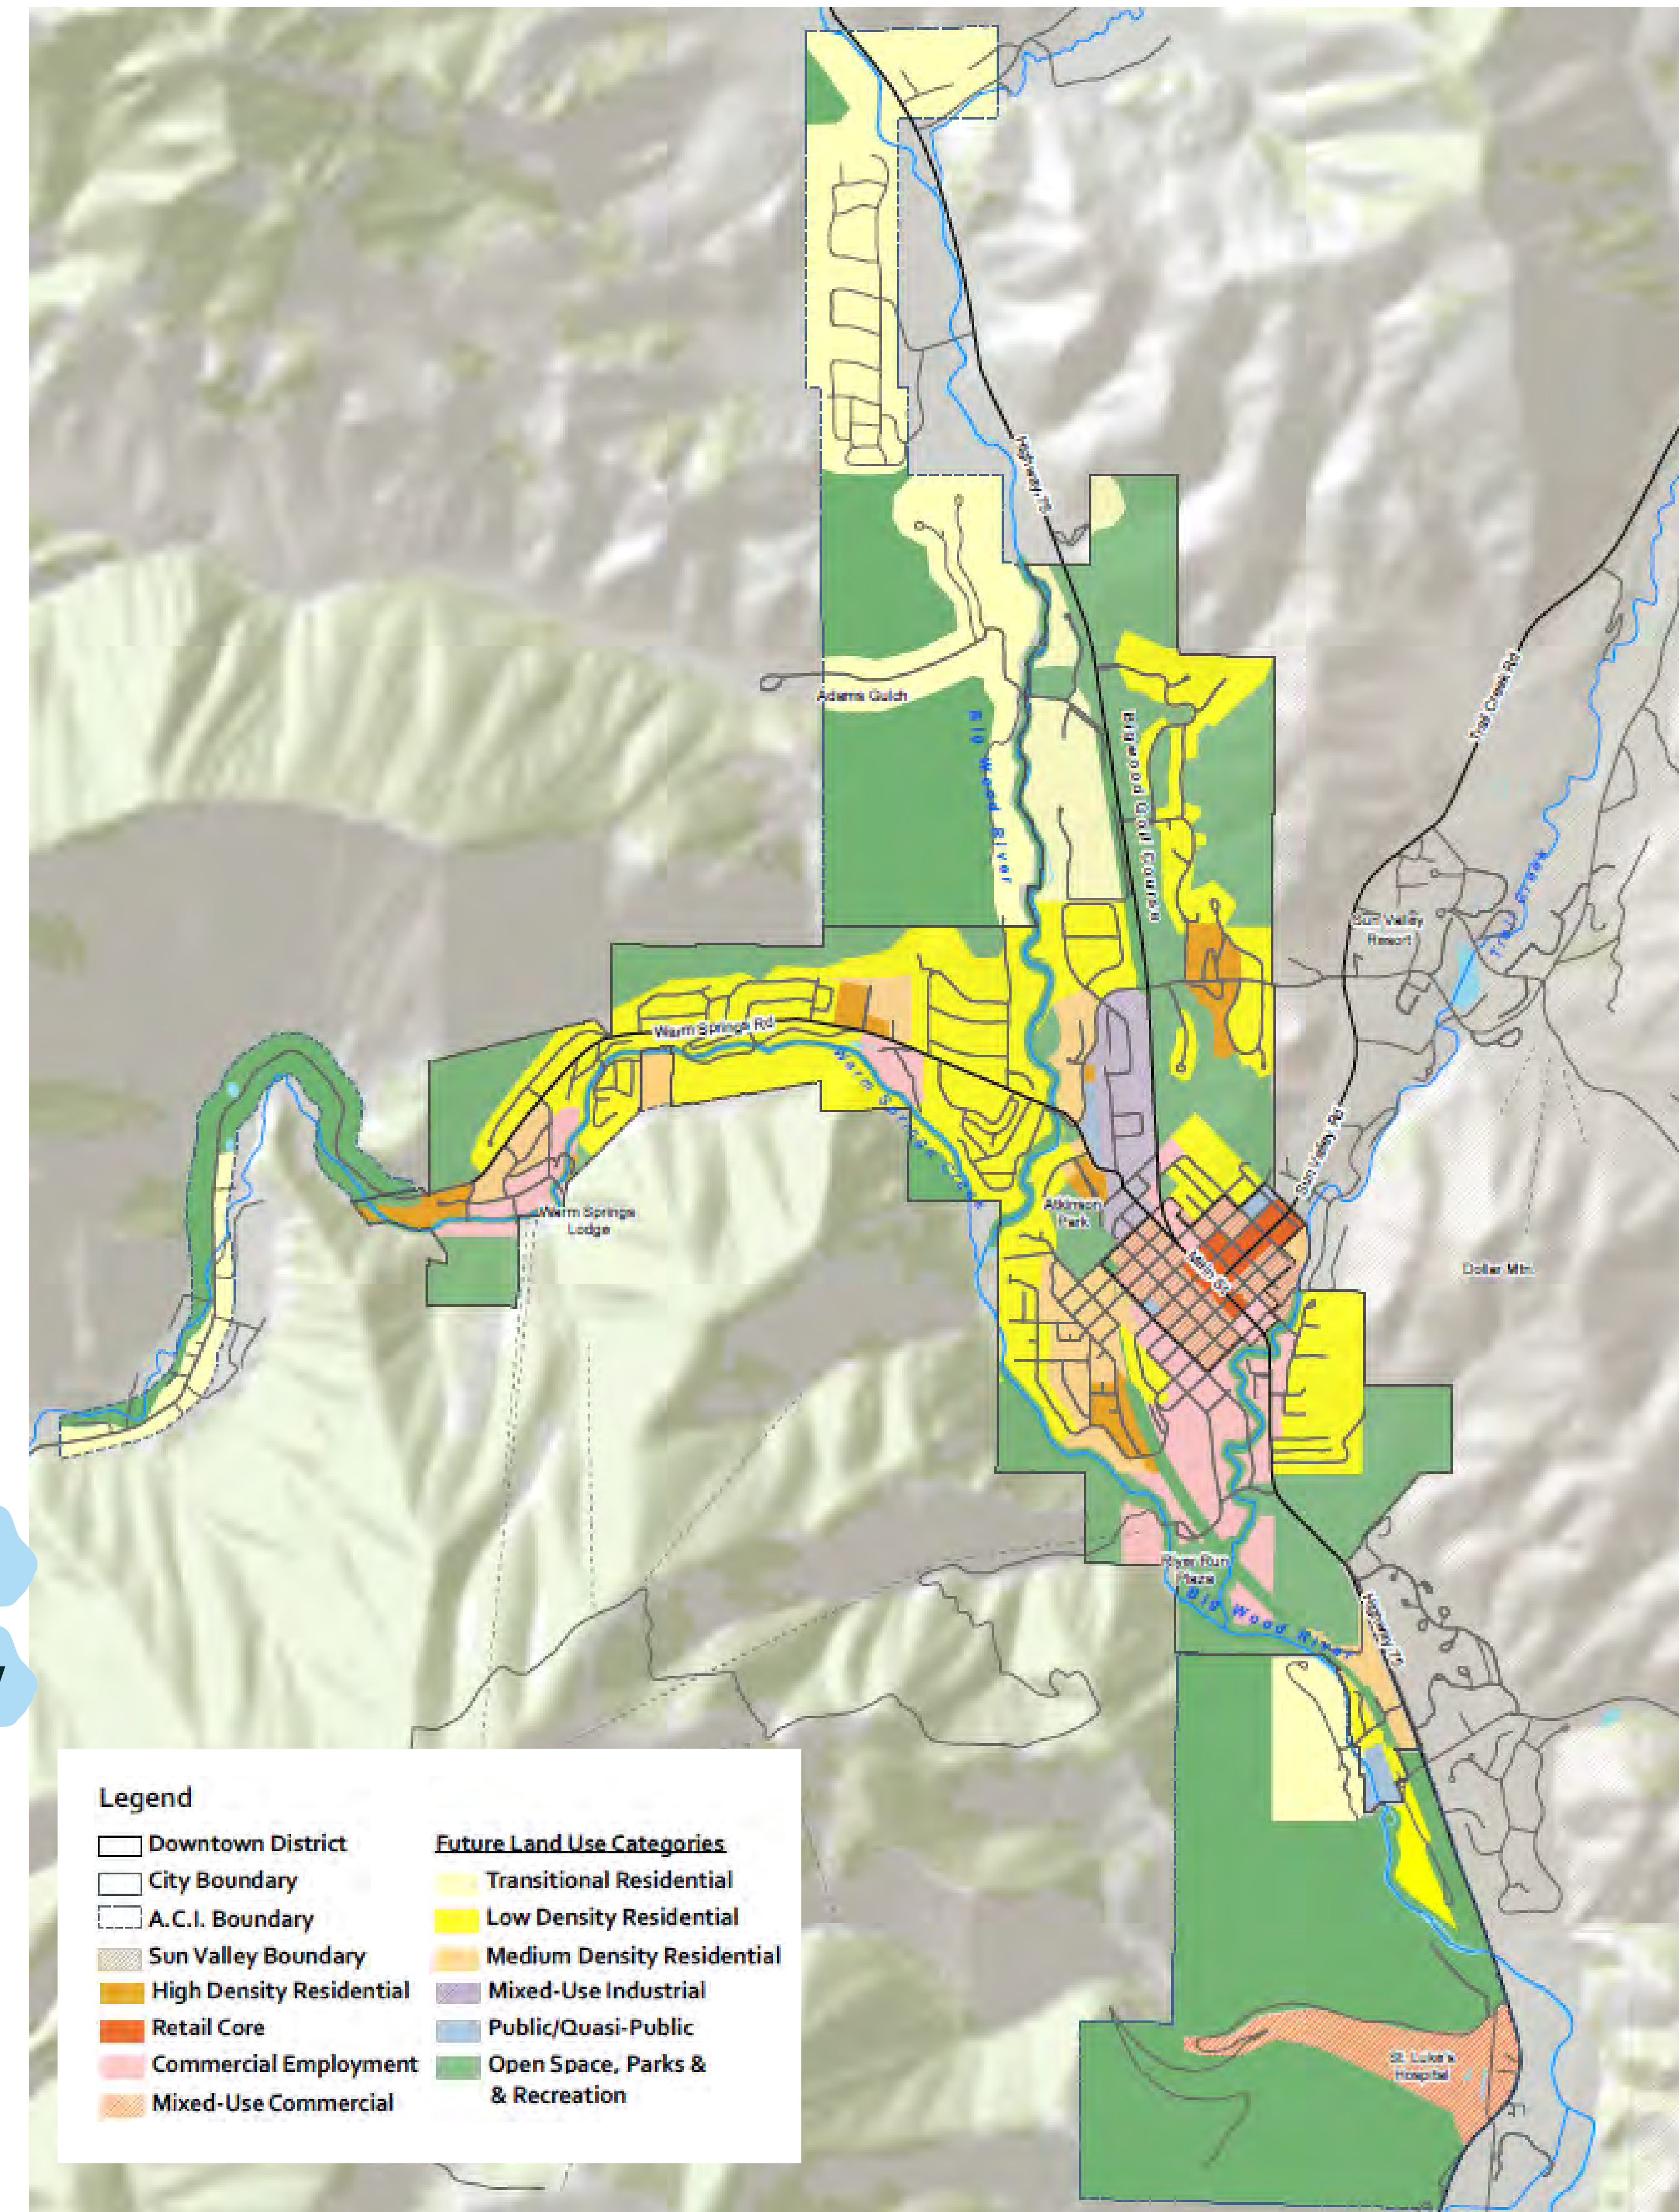 Highway 75
Trail Creek Rd
Adams Gulch
Big Wood River
Bigwood Golf Course
Sun Valley
Resort
Trail Creek
Warm Springs Rd
Warm Springs Creek
Sun Valley Rd
Atkinson
Park
Warm Springs
Lodge
Main St
Dollar Mtn
River Run
Plaza
Big Wood River
Highway 75
Legend
Downtown District
City Boundary
A.C.I. Boundary
Sun Valley Boundary
High Density Residential
Retail Core
Commercial Employment
Mixed-Use Commercial
Future Land Use Categories
Transitional Residential
Low Density Residential
Medium Density Residential
Mixed-Use Industrial
Public/Quasi-Public
Open Space, Parks &
& Recreation
St. Luke's
Hospital